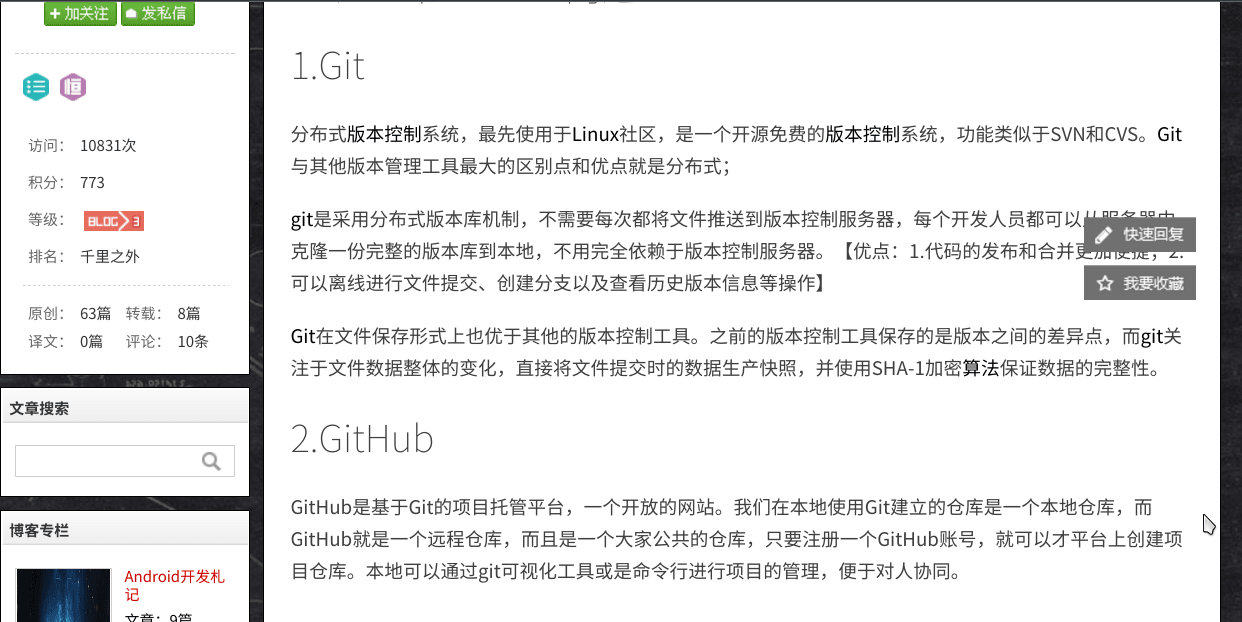 + 加关注 发私信
恒
访问： 10831次
积分： 773
等级： BLOG 3
排名： 千里之外
原创： 63篇 转载： 8篇
译文： 0篇 评论： 10条
文章搜索
博客专栏
Android开发札
记
文章：9篇
1.Git
分布式版本控制系统，最先使用于Linux社区，是一个开源免费的版本控制系统，功能类似于SVN和CVS。Git
与其他版本管理工具最大的区别点和优点就是分布式；
git是采用分布式版本库机制，不需要每次都将文件推送到版本控制服务器，每个开发人员都可以从服务器中
克隆一份完整的版本库到本地，不用完全依赖于版本控制服务器。【优点：1.代码的发布和合并更加便捷；2.
可以离线进行文件提交、创建分支以及查看历史版本信息等操作】
Git在文件保存形式上也优于其他的版本控制工具。之前的版本控制工具保存的是版本之间的差异点，而git关
注于文件数据整体的变化，直接将文件提交时的数据生产快照，并使用SHA-1加密算法保证数据的完整性。
2.GitHub
GitHub是基于Git的项目托管平台，一个开放的网站。我们在本地使用Git建立的仓库是一个本地仓库，而
GitHub就是一个远程仓库，而且是一个大家公共的仓库，只要注册一个GitHub账号，就可以才平台上创建项
目仓库。本地可以通过git可视化工具或是命令行进行项目的管理，便于对人协同。
快速回复
我要收藏